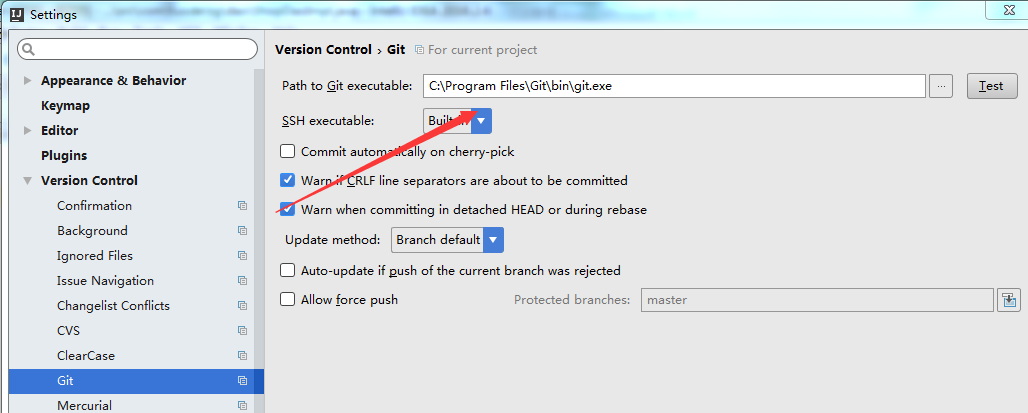 IJ Settings
Version Control › Git For current project
Appearance & Behavior
Keymap
Editor
Plugins
Version Control
Confirmation
Background
Ignored Files
Issue Navigation
Changelist Conflicts
CVS
ClearCase
Git
Mercurial
Path to Git executable: C:\Program Files\Git\bin\git.exe ... Test
SSH executable:
Commit automatically on cherry-pick
Warn if CRLF line separators are about to be committed
Warn when committing in detached HEAD or during rebase
Update method: Branch default
Auto-update if push of the current branch was rejected
Allow force push Protected branches: master